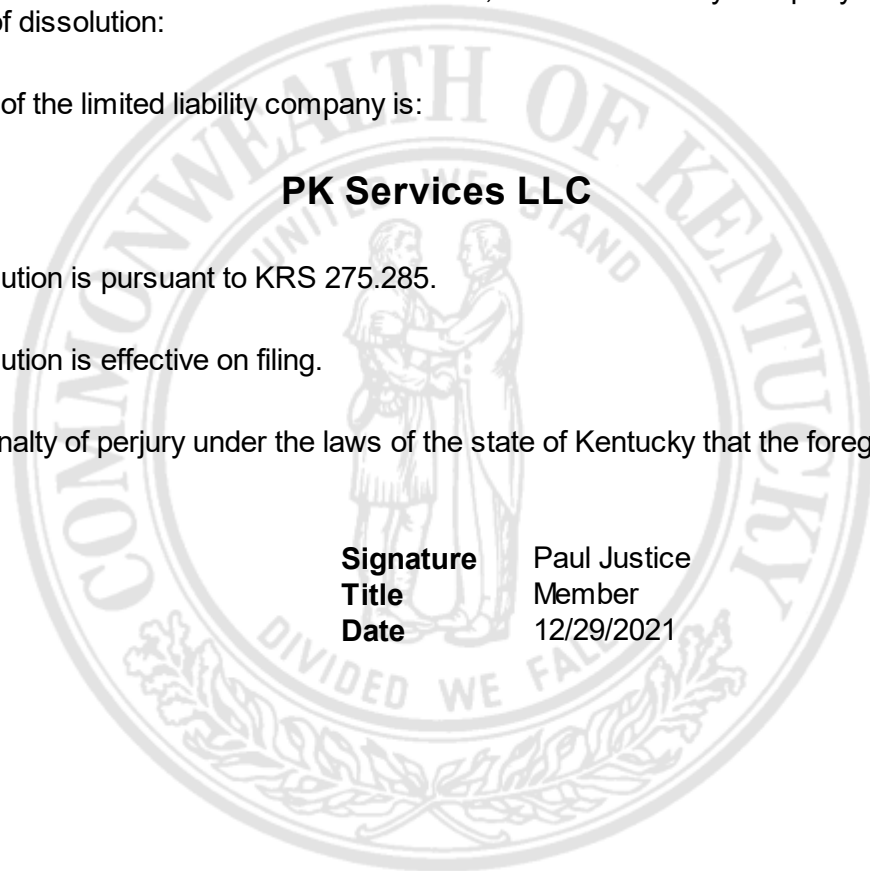 of dissolution:
of the limited liability company is:
PK Services LLC
ution is pursuant to KRS 275.285.
ution is effective on filing.
nalty of perjury under the laws of the state of Kentucky that the foreg
Signature Paul Justice
Title Member
Date 12/29/2021
COMMONWEALTH OF KENTUCKY
UNITED WE STAND
DIVIDED WE FALL